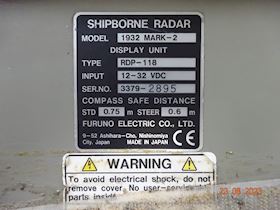 SHIPBORNE RADAR
MODEL 1932 MARK-2
DISPLAY UNIT
TYPE RDP-118
INPUT 12-32 VDC
SER.NO. 3379-2895
COMPASS SAFE DISTANCE
STD 0.75 m STEER 0.6 m
FURUNO ELECTRIC CO., LTD.
9-52 Ashihara-Cho, Nishinomiya
City, Japan MADE IN JAPAN CE
WARNING
To avoid electrical shock, do not
remove cover. No user-serviceable
parts inside.